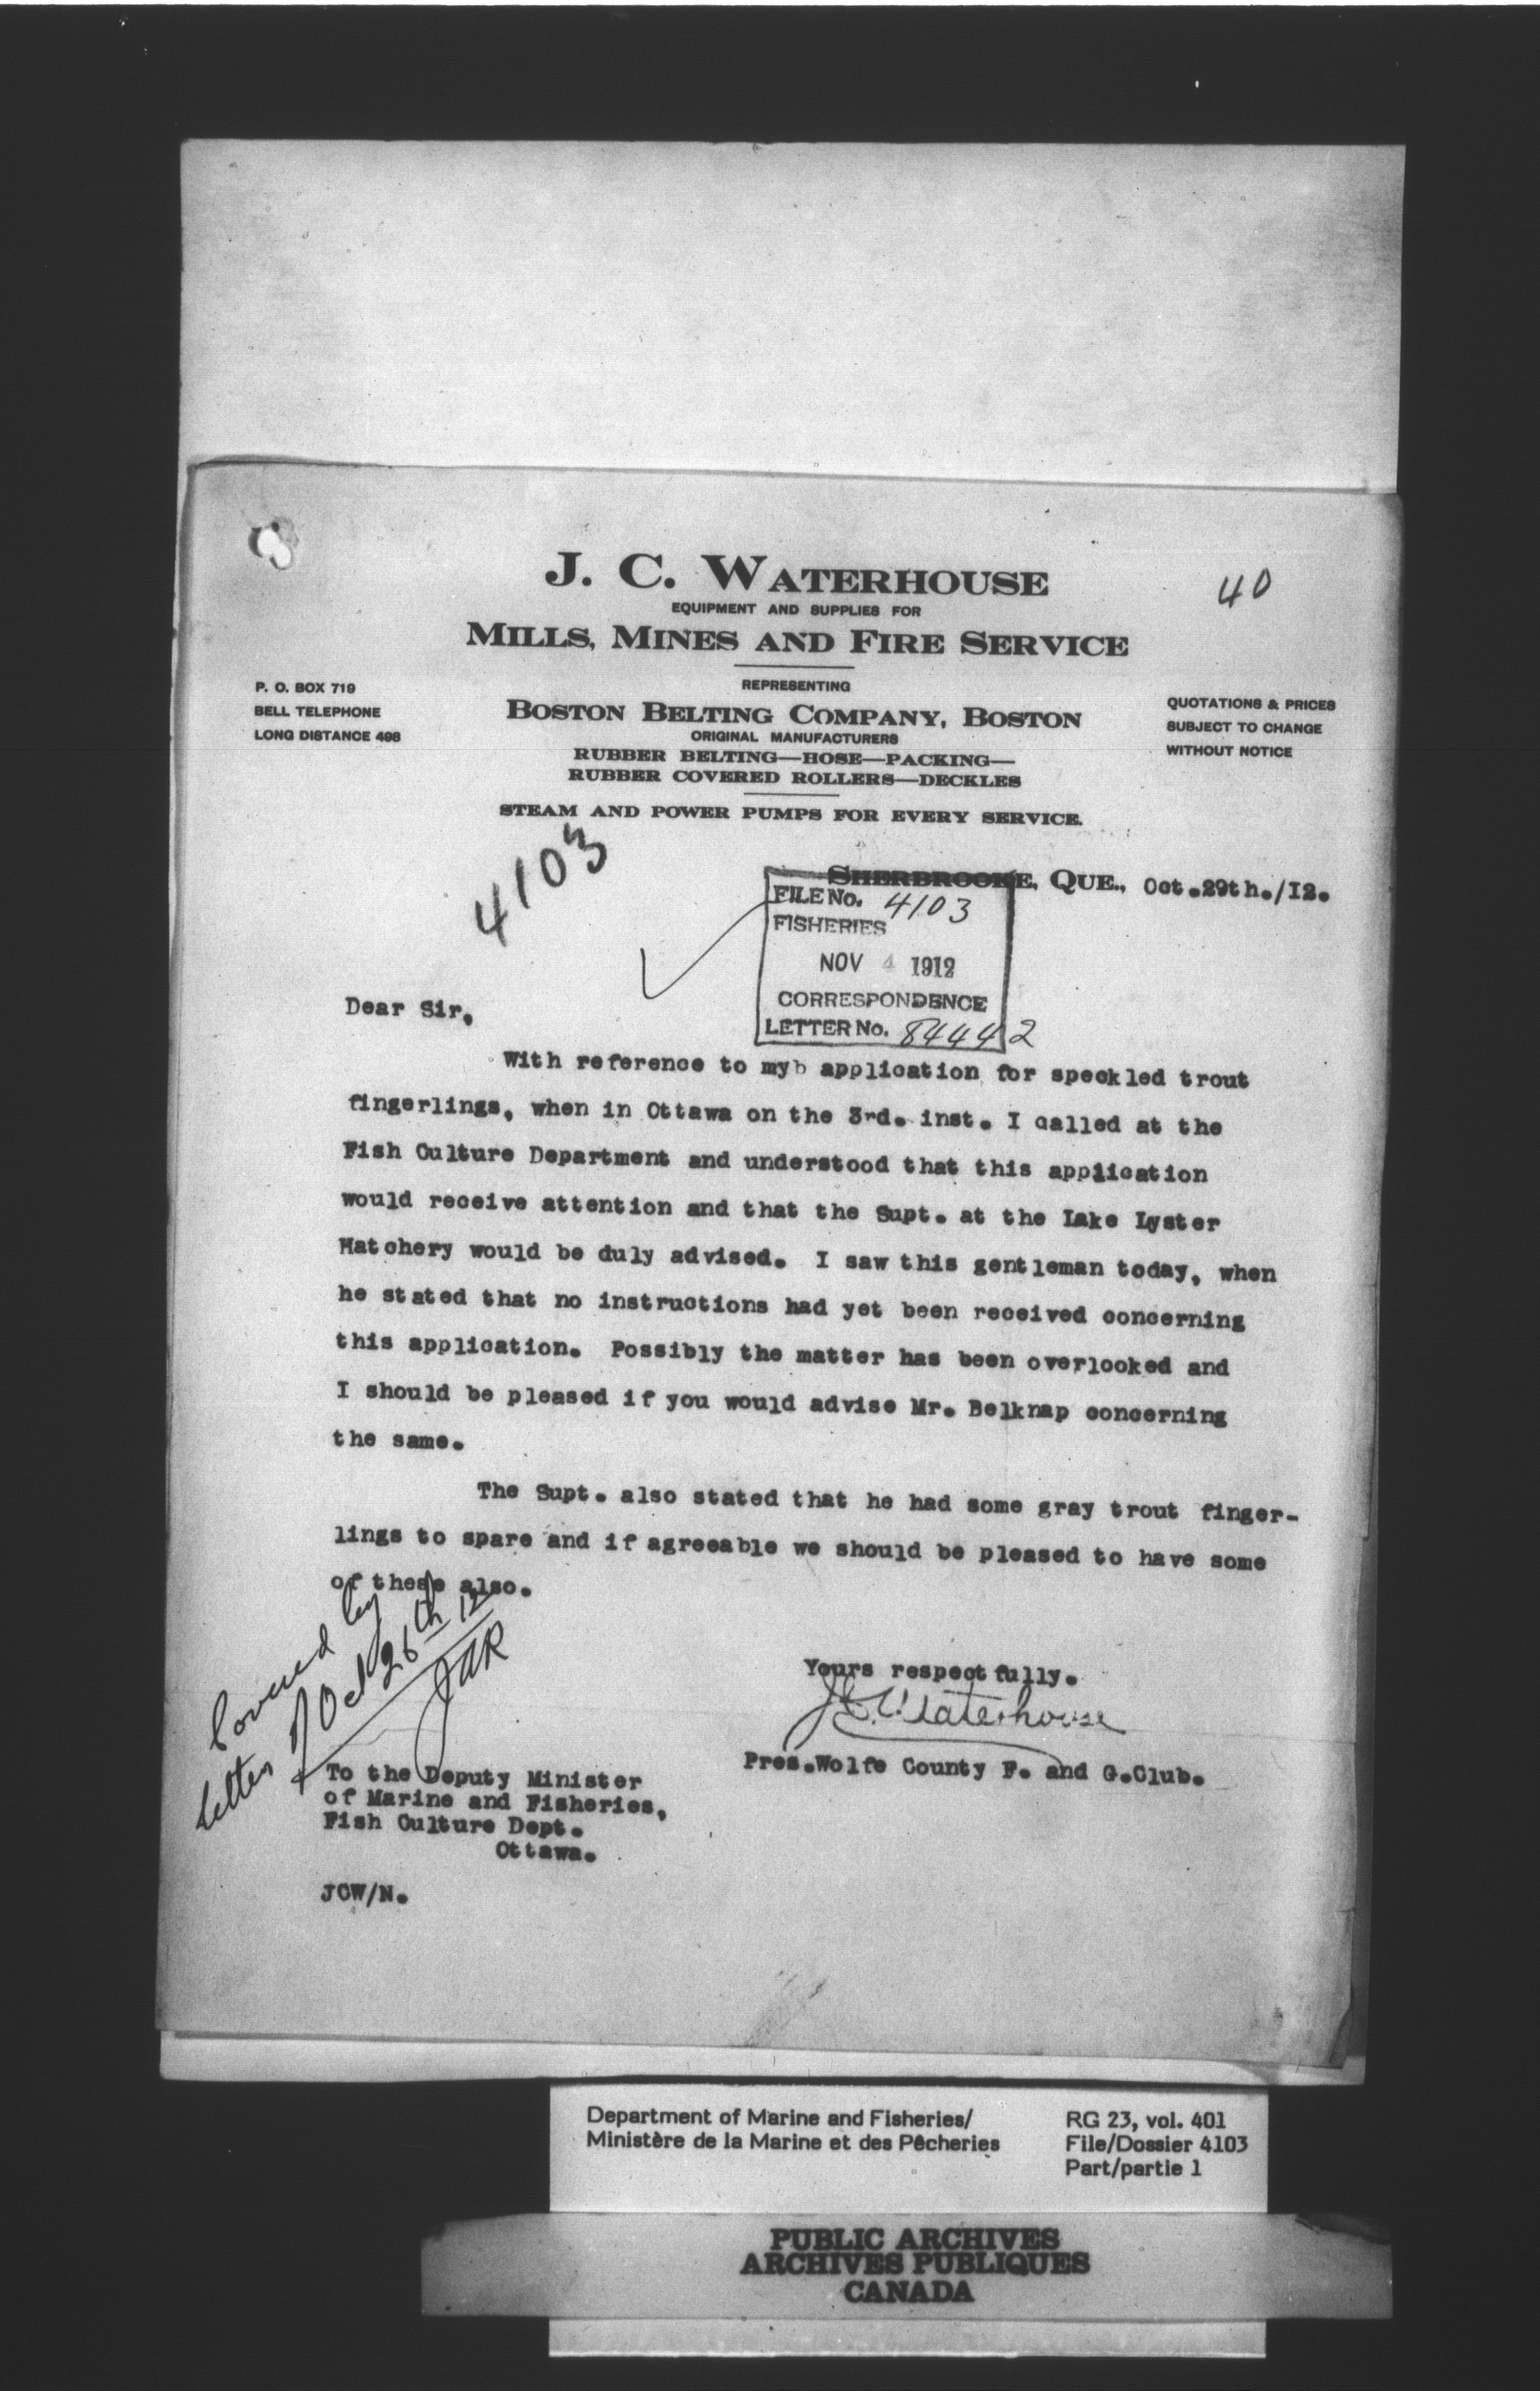 J. C. WATERHOUSE
40
EQUIPMENT AND SUPPLIES FOR
MILLS, MINES AND FIRE SERVICE
P. O. BOX 719
BELL TELEPHONE
LONG DISTANCE 498
REPRESENTING
BOSTON BELTING COMPANY, BOSTON
ORIGINAL MANUFACTURERS
RUBBER BELTING—HOSE—PACKING—
RUBBER COVERED ROLLERS—DECKLES
QUOTATIONS & PRICES
SUBJECT TO CHANGE
WITHOUT NOTICE
STEAM AND POWER PUMPS FOR EVERY SERVICE.
4103
SHERBROOKE, QUE., Oct.29th./12.
FILE No. 4103
FISHERIES
NOV 4 1912
CORRESPONDENCE
LETTER No. 84442
Dear Sir,
With reference to myb application for speckled trout
fingerlings, when in Ottawa on the 3rd. inst. I called at the
Fish Culture Department and understood that this application
would receive attention and that the Supt. at the Lake Lyster
Hatchery would be duly advised. I saw this gentleman today, when
he stated that no instructions had yet been received concerning
this application. Possibly the matter has been overlooked and
I should be pleased if you would advise Mr. Belknap concerning
the same.
The Supt. also stated that he had some gray trout finger-
lings to spare and if agreeable we should be pleased to have some
of these also.
Covered by
letter of Oct 26th 12
JAR
Yours respectfully.
J.C. Waterhouse
Pres.Wolfe County F. and G.Club.
To the Deputy Minister
of Marine and Fisheries,
Fish Culture Dept.
Ottawa.
JCW/N.
Department of Marine and Fisheries/
Ministère de la Marine et des Pêcheries
RG 23, vol. 401
File/Dossier 4103
Part/partie 1
PUBLIC ARCHIVES
ARCHIVES PUBLIQUES
CANADA